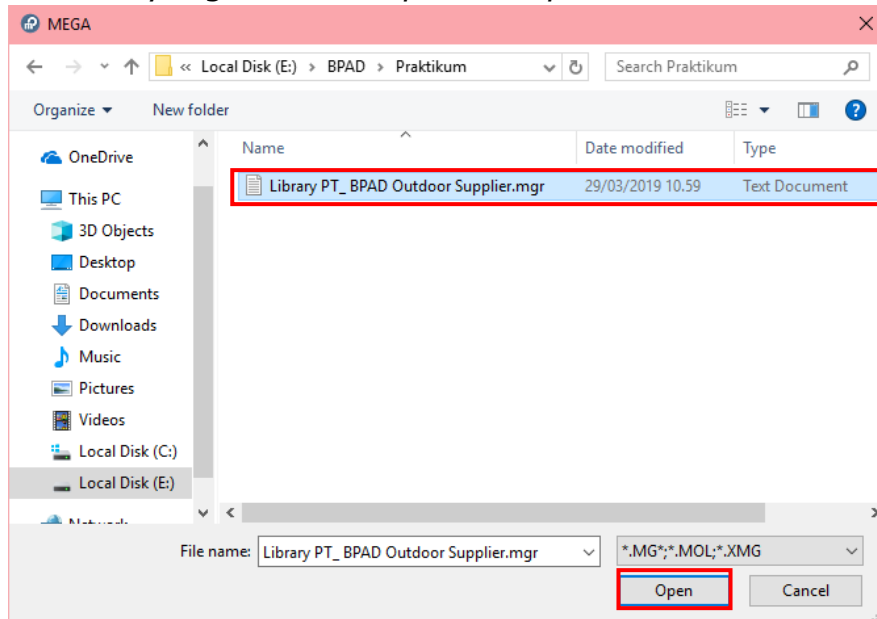 MEGA
« Local Disk (E:) › BPAD › Praktikum
Search Praktikum
Organize
New folder
Name
Date modified
Type
OneDrive
Library PT_ BPAD Outdoor Supplier.mgr 29/03/2019 10.59 Text Document
This PC
3D Objects
Desktop
Documents
Downloads
Music
Pictures
Videos
Local Disk (C:)
Local Disk (E:)
File name: Library PT_ BPAD Outdoor Supplier.mgr
*.MG*;*.MOL;*.XMG
Open
Cancel